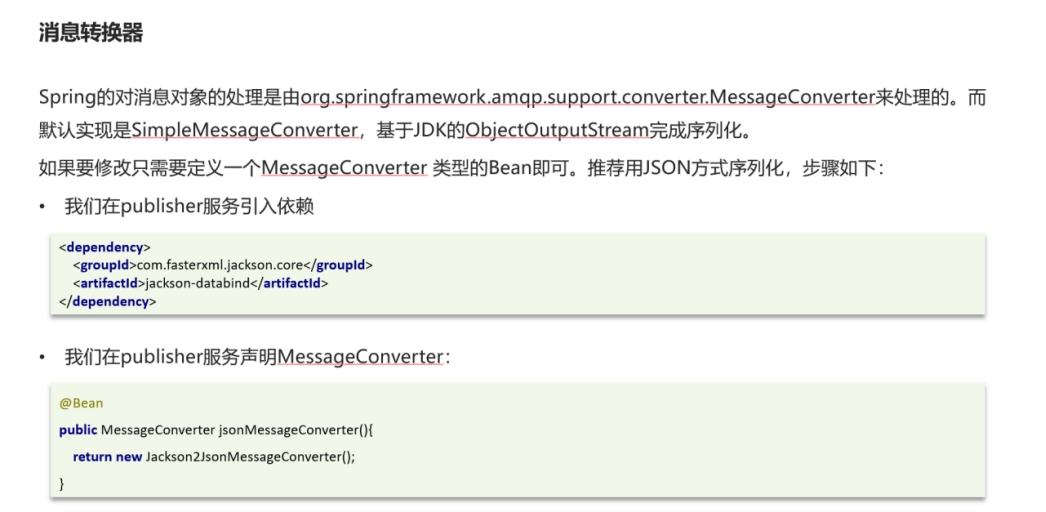 消息转换器
Spring的对消息对象的处理是由org.springframework.amqp.support.converter.MessageConverter来处理的。而
默认实现是SimpleMessageConverter，基于JDK的ObjectOutputStream完成序列化。
如果要修改只需要定义一个MessageConverter 类型的Bean即可。推荐用JSON方式序列化，步骤如下：
• 我们在publisher服务引入依赖
<dependency>
<groupId>com.fasterxml.jackson.core</groupId>
<artifactId>jackson-databind</artifactId>
</dependency>
• 我们在publisher服务声明MessageConverter：
@Bean
public MessageConverter jsonMessageConverter(){
return new Jackson2JsonMessageConverter();
}